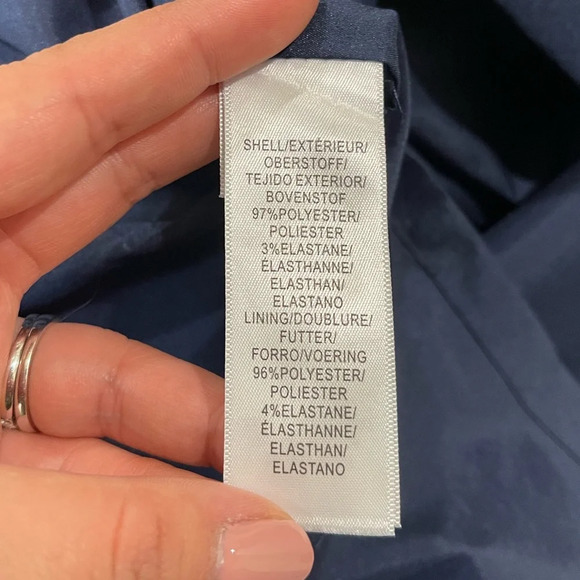 SHELL/EXTÉRIEUR/
OBERSTOFF/
TEJIDO EXTERIOR/
BOVENSTOF
97%POLYESTER/
POLIESTER
3%ELASTANE/
ÉLASTHANNE/
ELASTHAN/
ELASTANO
LINING/DOUBLURE/
FUTTER/
FORRO/VOERING
96%POLYESTER/
POLIESTER
4%ELASTANE/
ÉLASTHANNE/
ELASTHAN/
ELASTANO